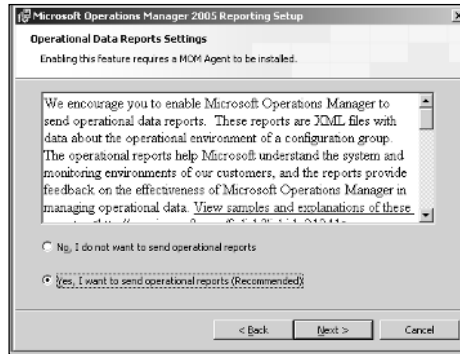 Microsoft Operations Manager 2005 Reporting Setup
Operational Data Reports Settings
Enabling this feature requires a MOM Agent to be installed.
We encourage you to enable Microsoft Operations Manager to
send operational data reports. These reports are XML files with
data about the operational environment of a configuration group.
The operational reports help Microsoft understand the system and
monitoring environments of our customers, and the reports provide
feedback on the effectiveness of Microsoft Operations Manager in
managing operational data. View samples and explanations of these
No, I do not want to send operational reports
Yes, I want to send operational reports (Recommended)
< Back
Next >
Cancel